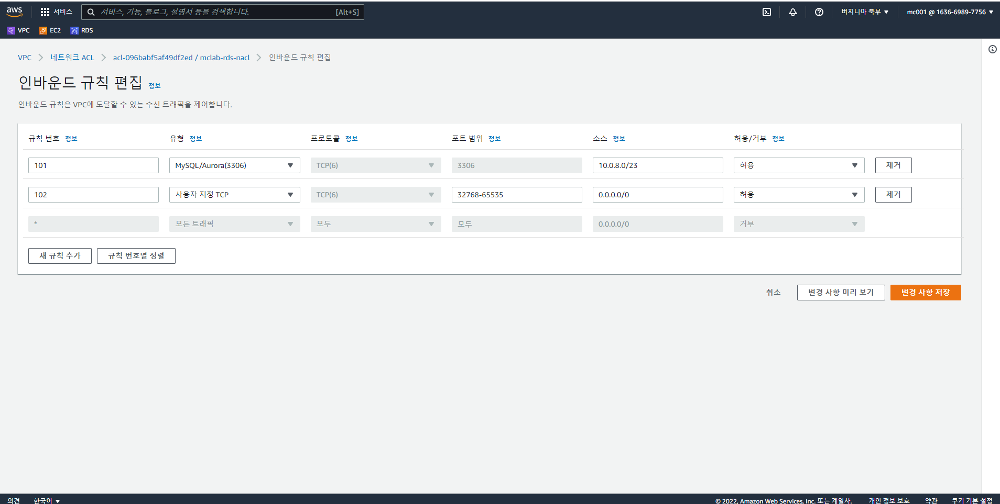 aws 서비스 서비스, 기능, 블로그, 설명서 등을 검색합니다. [Alt+S] 버지니아 북부 mc001 @ 1636-6989-7756
VPC EC2 RDS
VPC 네트워크 ACL acl-096babf5af49df2ed / mclab-rds-nacl 인바운드 규칙 편집
인바운드 규칙 편집 정보
인바운드 규칙은 VPC에 도달할 수 있는 수신 트래픽을 제어합니다.
규칙 번호 정보 유형 정보 프로토콜 정보 포트 범위 정보 소스 정보 허용/거부 정보
101 MySQL/Aurora(3306) TCP(6) 3306 10.0.8.0/23 허용 제거
102 사용자 지정 TCP TCP(6) 32768-65535 0.0.0.0/0 허용 제거
* 모든 트래픽 모두 모두 0.0.0.0/0 거부
새 규칙 추가 규칙 번호별 정렬
취소 변경 사항 미리 보기 변경 사항 저장
의견 한국어 © 2022, Amazon Web Services, Inc. 또는 계열사. 개인 정보 보호 약관 쿠키 기본 설정